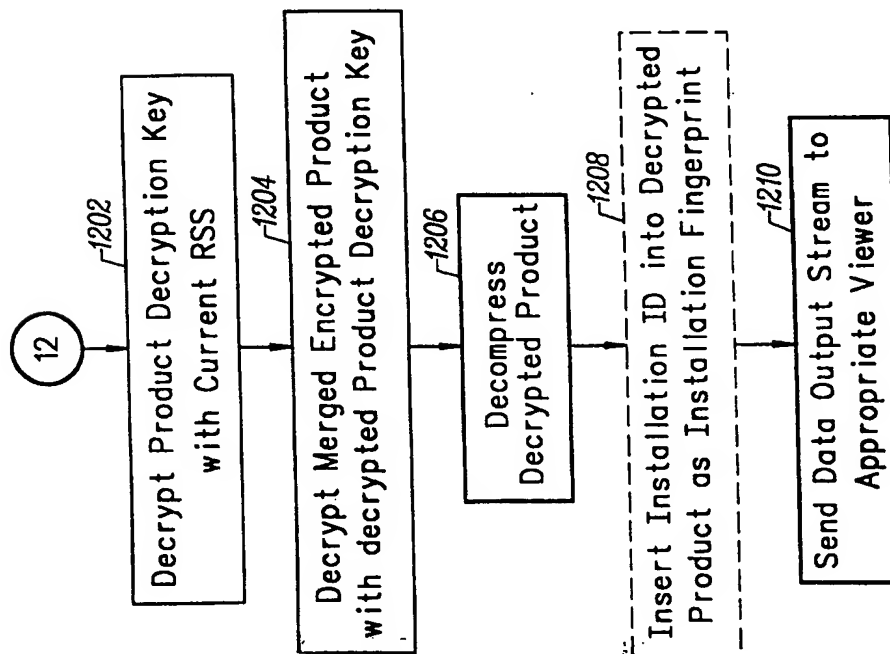 12
1202
Decrypt Product Decryption Key
with Current RSS
1204
Decrypt Merged Encrypted Product
with decrypted Product Decryption Key
1206
Decompress
Decrypted Product
1208
Insert Installation ID into Decrypted
Product as Installation Fingerprint
1210
Send Data Output Stream to
Appropriate Viewer